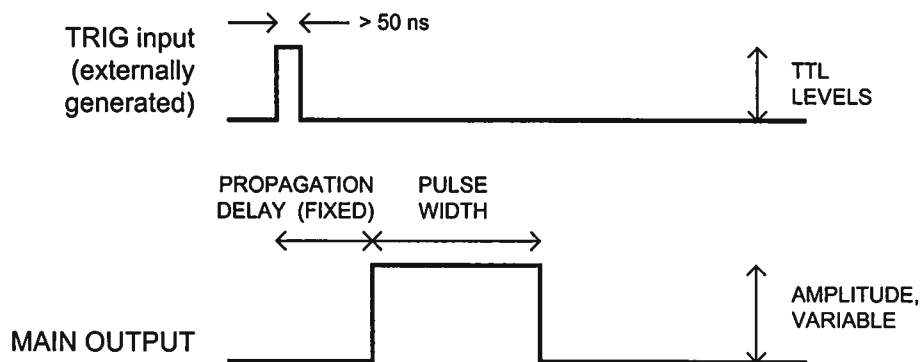 TRIG input
(externally
generated)
> 50 ns
TTL
LEVELS
PROPAGATION
DELAY (FIXED)
PULSE
WIDTH
MAIN OUTPUT
AMPLITUDE,
VARIABLE